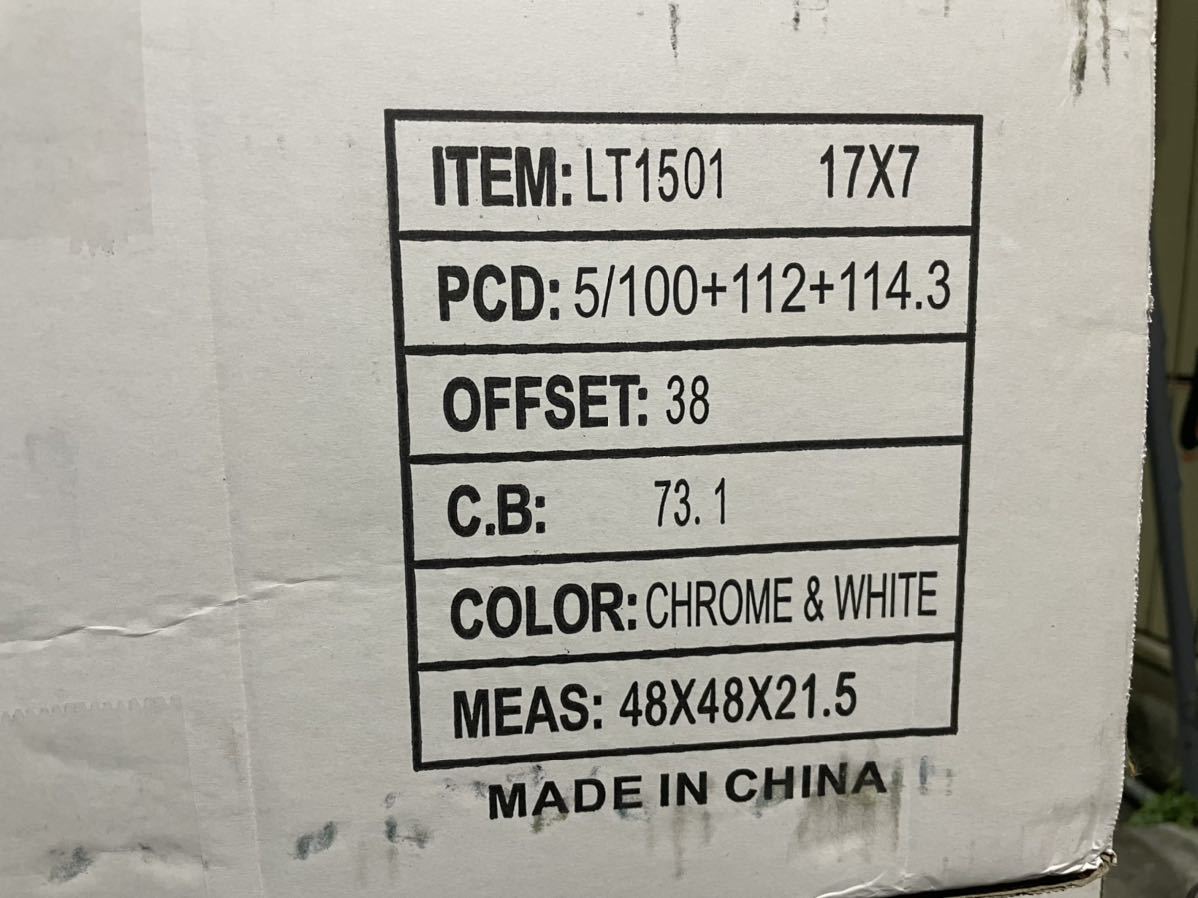 ITEM: LT1501 17X7
PCD: 5/100+112+114.3
OFFSET: 38
C.B: 73.1
COLOR: CHROME & WHITE
MEAS: 48X48X21.5
MADE IN CHINA